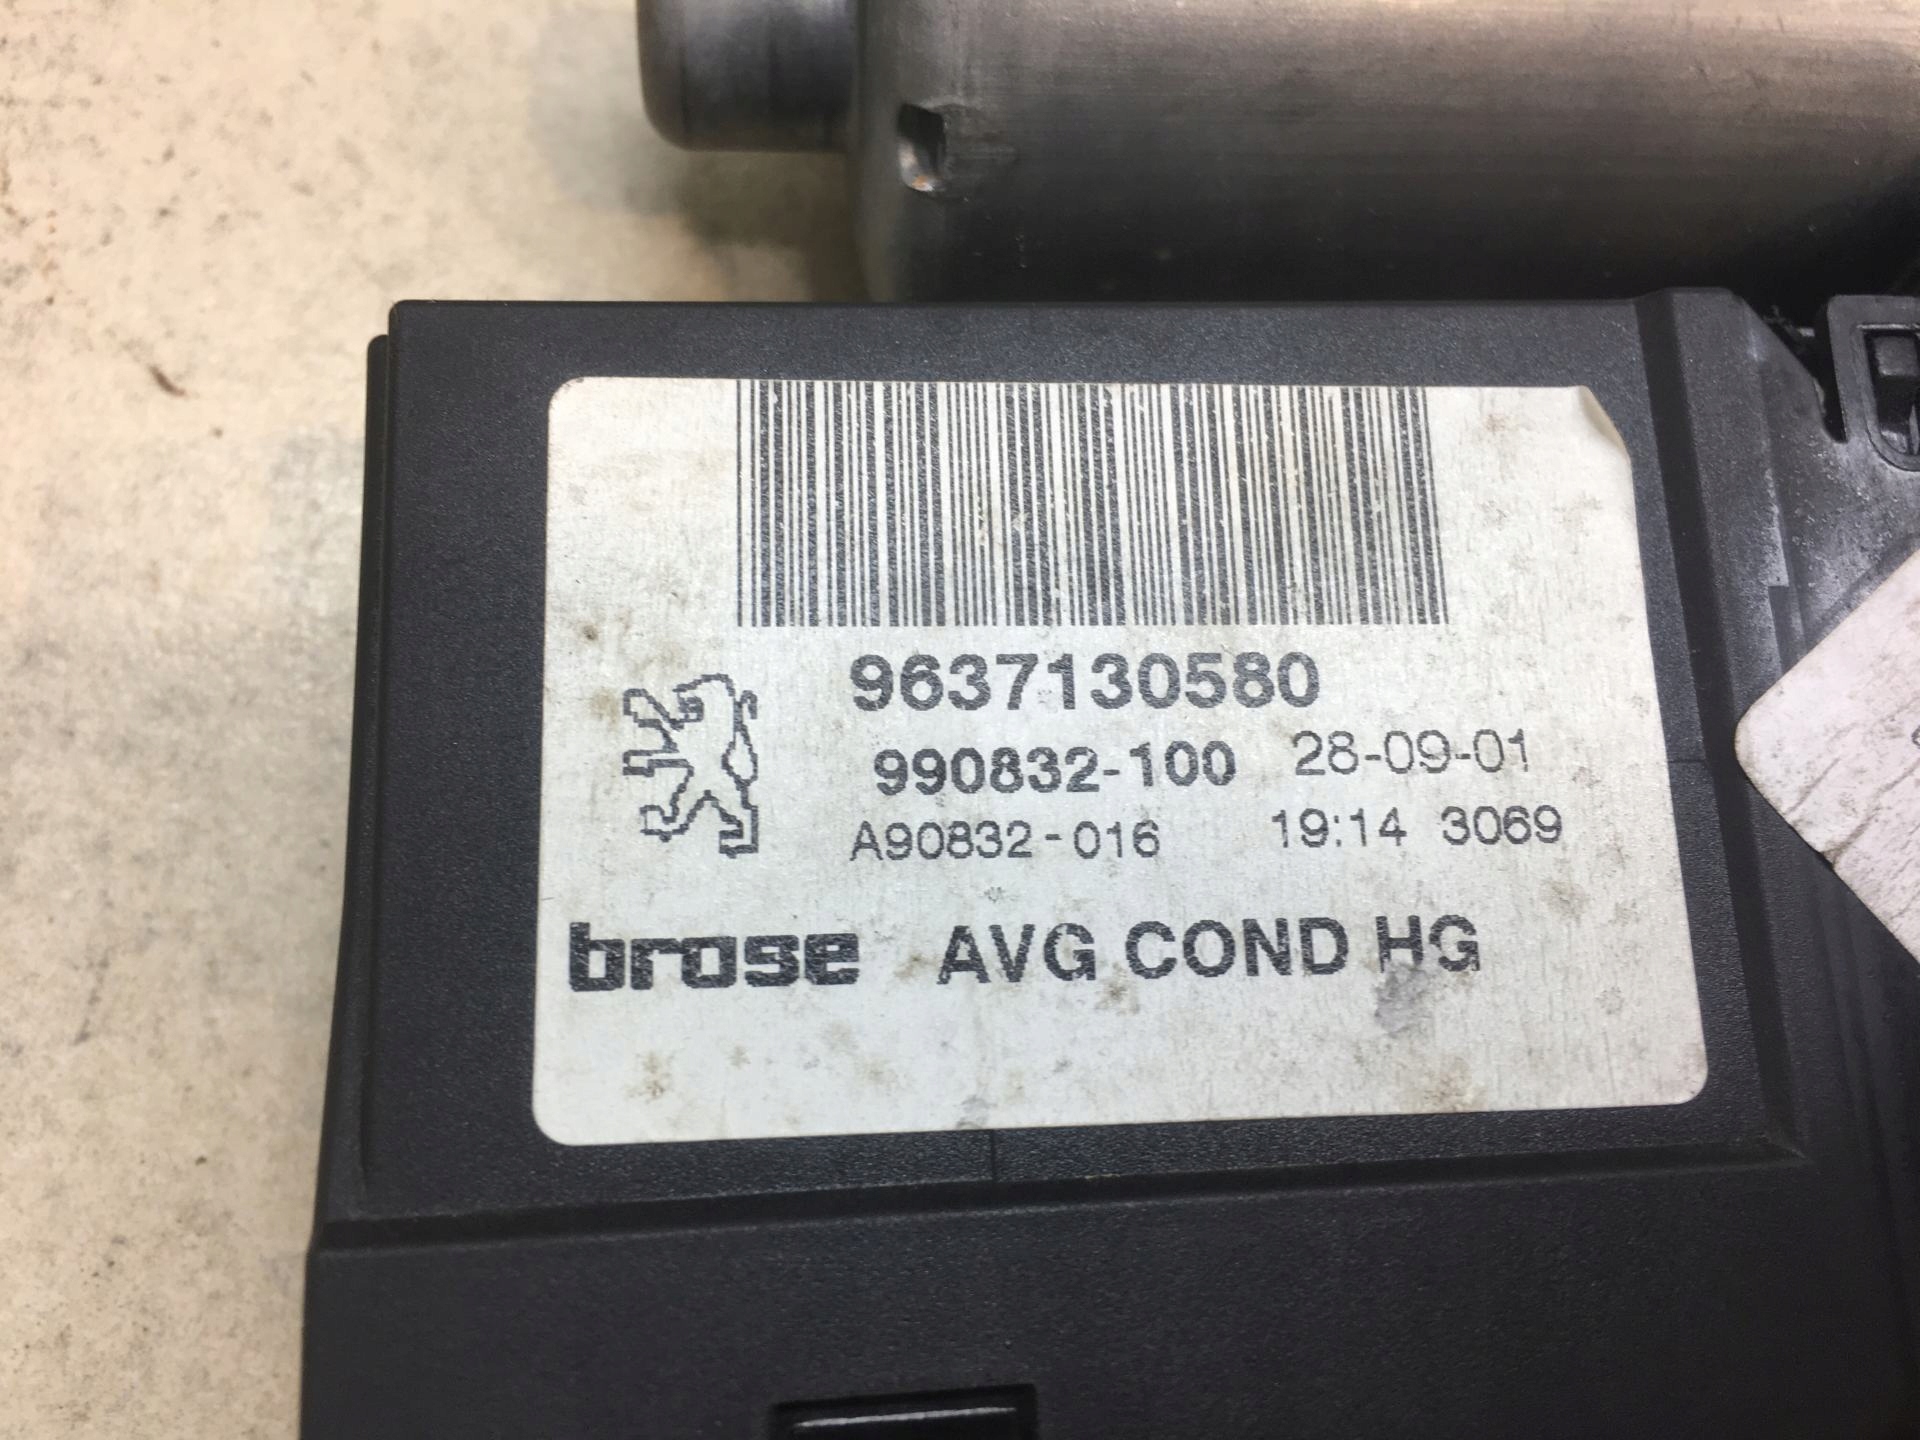 9637130580
990832-100 28-09-01
A90832-016 19:14 3069
brose AVG COND HG